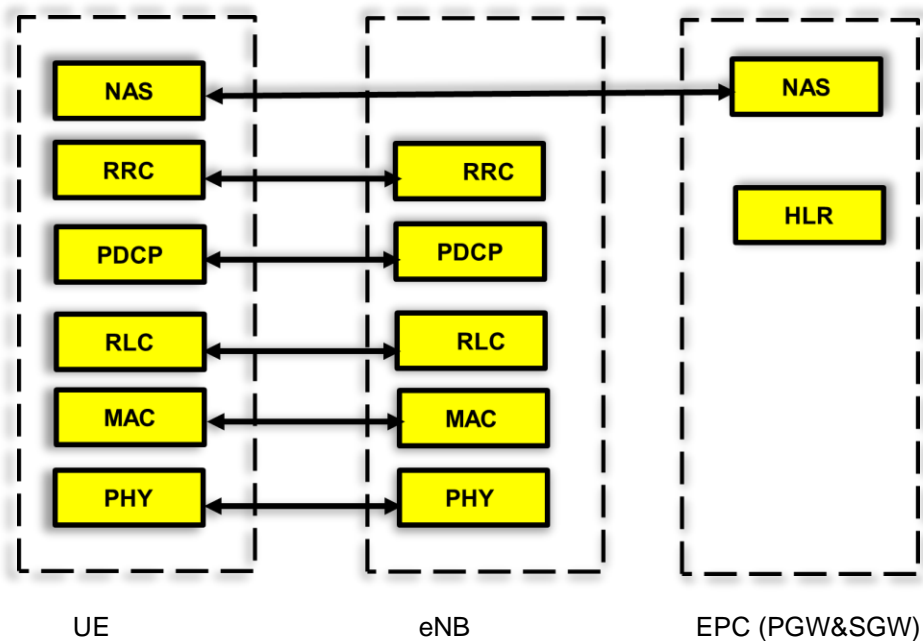 NAS
NAS
RRC
RRC
HLR
PDCP
PDCP
RLC
RLC
MAC
MAC
PHY
PHY
UE
eNB
EPC (PGW&SGW)